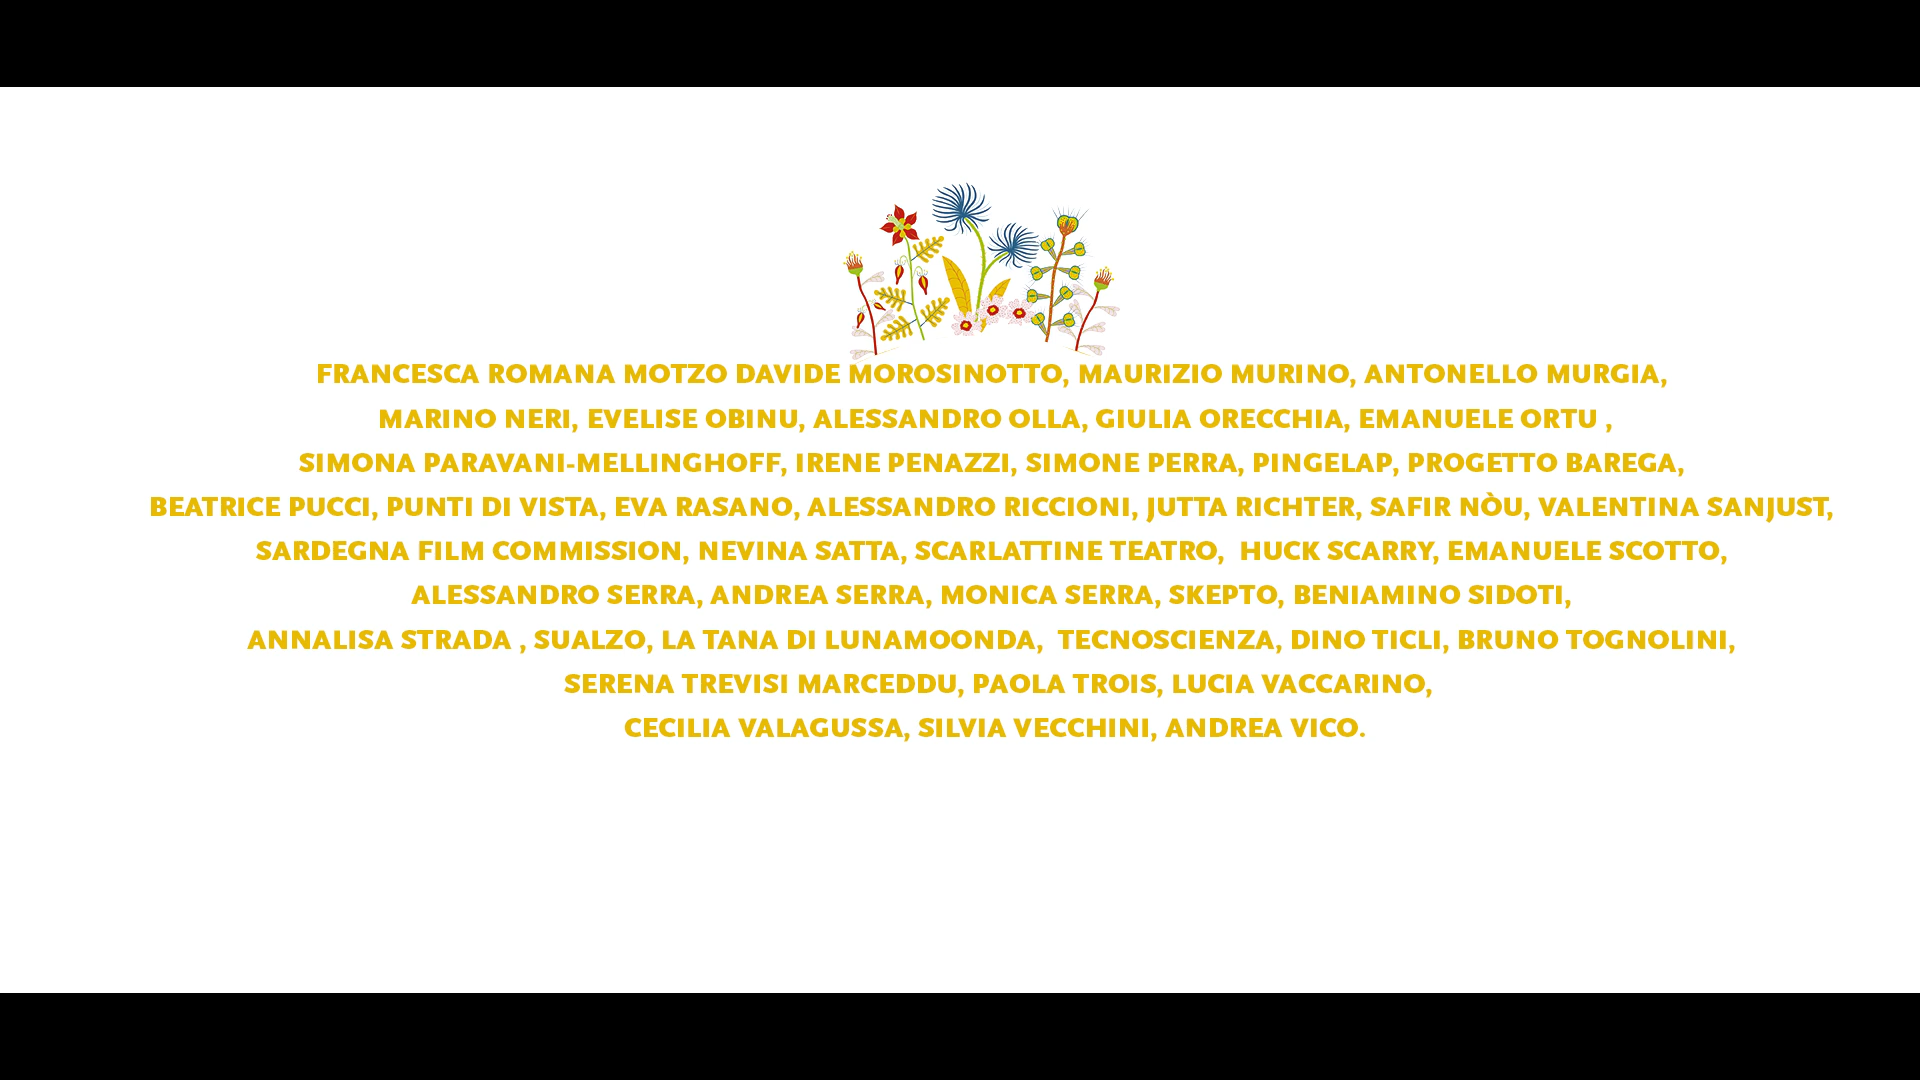 FRANCESCA ROMANA MOTZO DAVIDE MOROSINOTTO, MAURIZIO MURINO, ANTONELLO MURGIA,
MARINO NERI, EVELISE OBINU, ALESSANDRO OLLA, GIULIA ORECCHIA, EMANUELE ORTU ,
SIMONA PARAVANI-MELLINGHOFF, IRENE PENAZZI, SIMONE PERRA, PINGELAP, PROGETTO BAREGA,
BEATRICE PUCCI, PUNTI DI VISTA, EVA RASANO, ALESSANDRO RICCIONI, JUTTA RICHTER, SAFIR NÒU, VALENTINA SANJUST,
SARDEGNA FILM COMMISSION, NEVINA SATTA, SCARLATTINE TEATRO,  HUCK SCARRY, EMANUELE SCOTTO,
ALESSANDRO SERRA, ANDREA SERRA, MONICA SERRA, SKEPTO, BENIAMINO SIDOTI,
ANNALISA STRADA , SUALZO, LA TANA DI LUNAMOONDA,  TECNOSCIENZA, DINO TICLI, BRUNO TOGNOLINI,
SERENA TREVISI MARCEDDU, PAOLA TROIS, LUCIA VACCARINO,
CECILIA VALAGUSSA, SILVIA VECCHINI, ANDREA VICO.